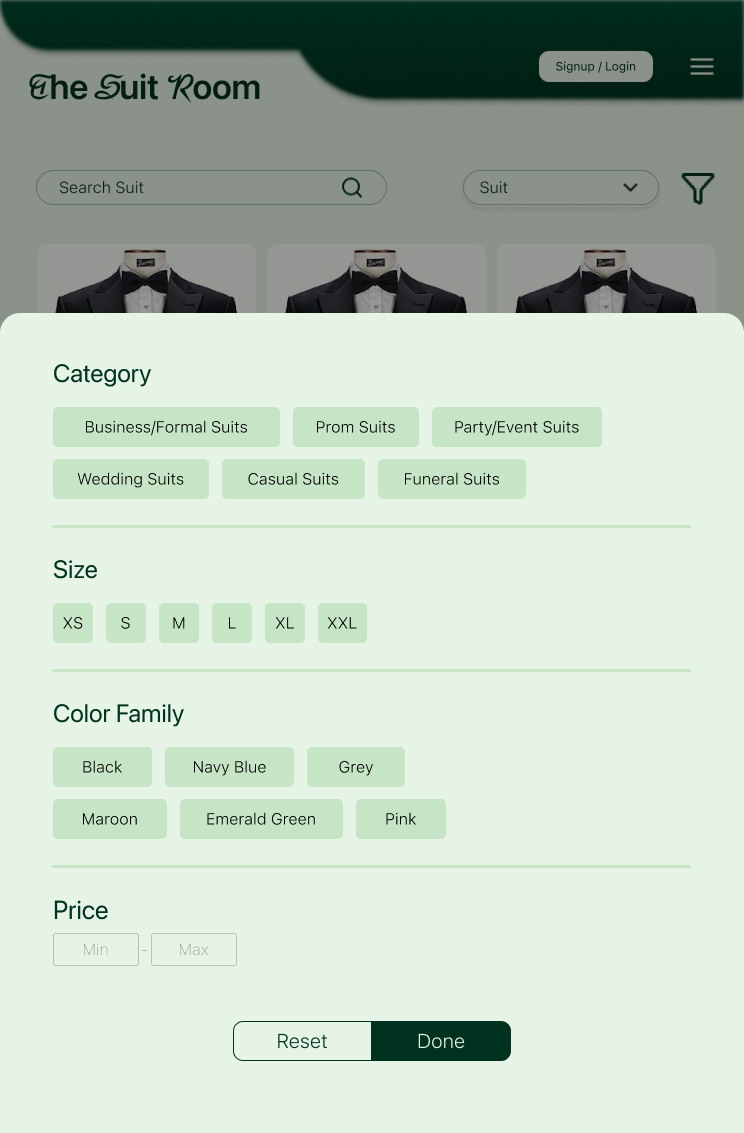 The Suit Room
Signup / Login
Search Suit
Suit
Category
Business/Formal Suits Prom Suits Party/Event Suits
Wedding Suits Casual Suits Funeral Suits
Size
XS S M L XL XXL
Color Family
Black Navy Blue Grey
Maroon Emerald Green Pink
Price
Min - Max
Reset Done